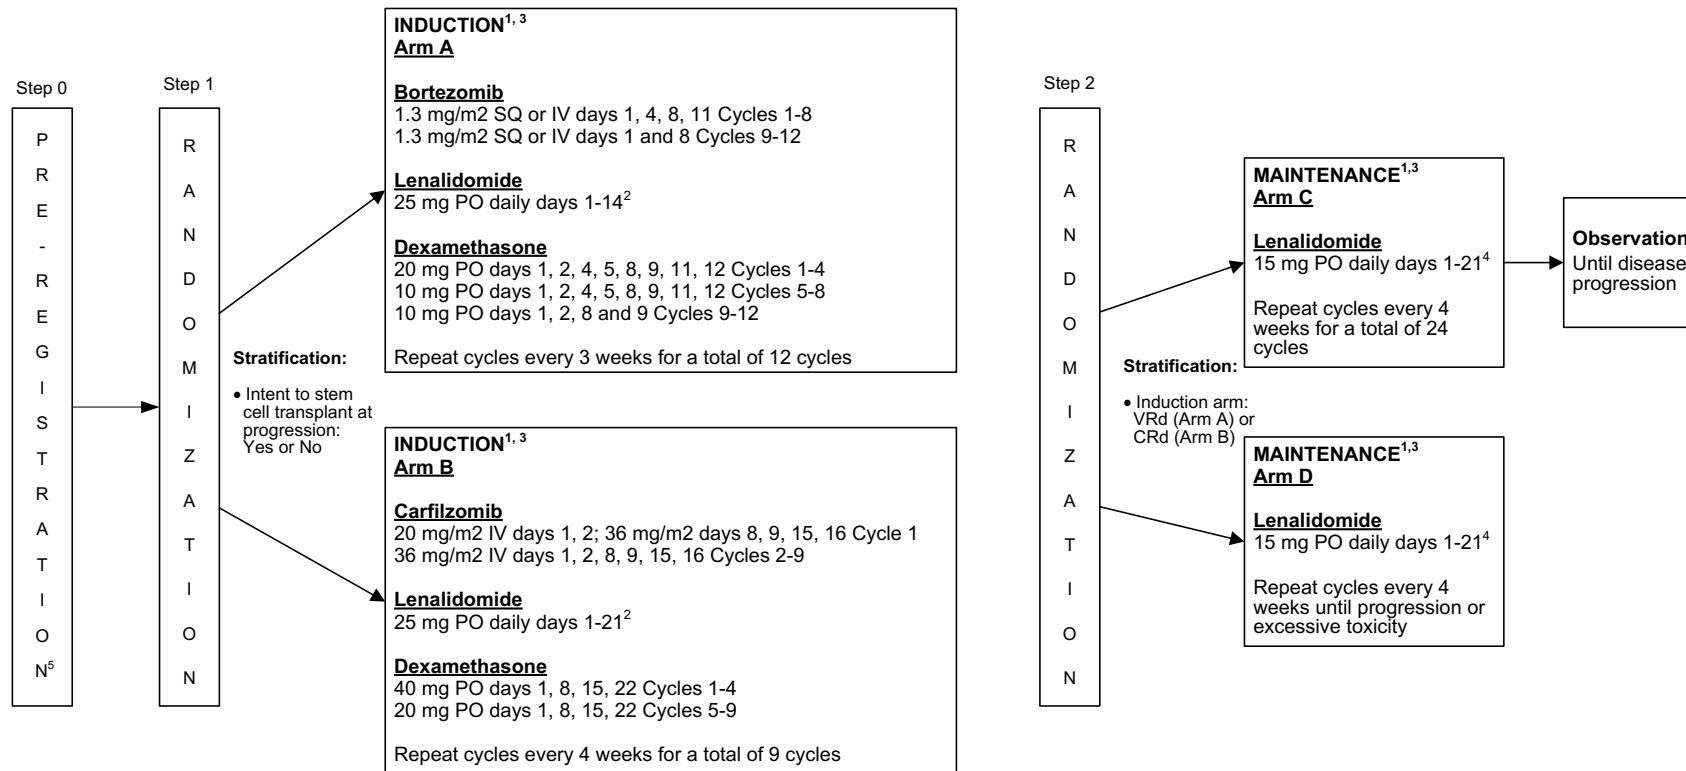 Step 0
P
R
E
-
R
E
G
I
S
T
R
A
T
I
O
N⁵
Step 1
R
A
N
D
O
M
I
Z
A
T
I
O
N
Stratification:
• Intent to stem
cell transplant at
progression:
Yes or No
INDUCTION¹, ³
Arm A
Bortezomib
1.3 mg/m2 SQ or IV days 1, 4, 8, 11 Cycles 1-8
1.3 mg/m2 SQ or IV days 1 and 8 Cycles 9-12
Lenalidomide
25 mg PO daily days 1-14²
Dexamethasone
20 mg PO days 1, 2, 4, 5, 8, 9, 11, 12 Cycles 1-4
10 mg PO days 1, 2, 4, 5, 8, 9, 11, 12 Cycles 5-8
10 mg PO days 1, 2, 8 and 9 Cycles 9-12
Repeat cycles every 3 weeks for a total of 12 cycles
INDUCTION¹, ³
Arm B
Carfilzomib
20 mg/m2 IV days 1, 2; 36 mg/m2 days 8, 9, 15, 16 Cycle 1
36 mg/m2 IV days 1, 2, 8, 9, 15, 16 Cycles 2-9
Lenalidomide
25 mg PO daily days 1-21²
Dexamethasone
40 mg PO days 1, 8, 15, 22 Cycles 1-4
20 mg PO days 1, 8, 15, 22 Cycles 5-9
Repeat cycles every 4 weeks for a total of 9 cycles
Step 2
R
A
N
D
O
M
I
Z
A
T
I
O
N
Stratification:
• Induction arm:
VRd (Arm A) or
CRd (Arm B)
MAINTENANCE¹,³
Arm C
Lenalidomide
15 mg PO daily days 1-21⁴
Repeat cycles every 4
weeks for a total of 24
cycles
Observation
Until disease
progression
MAINTENANCE¹,³
Arm D
Lenalidomide
15 mg PO daily days 1-21⁴
Repeat cycles every 4
weeks until progression or
excessive toxicity